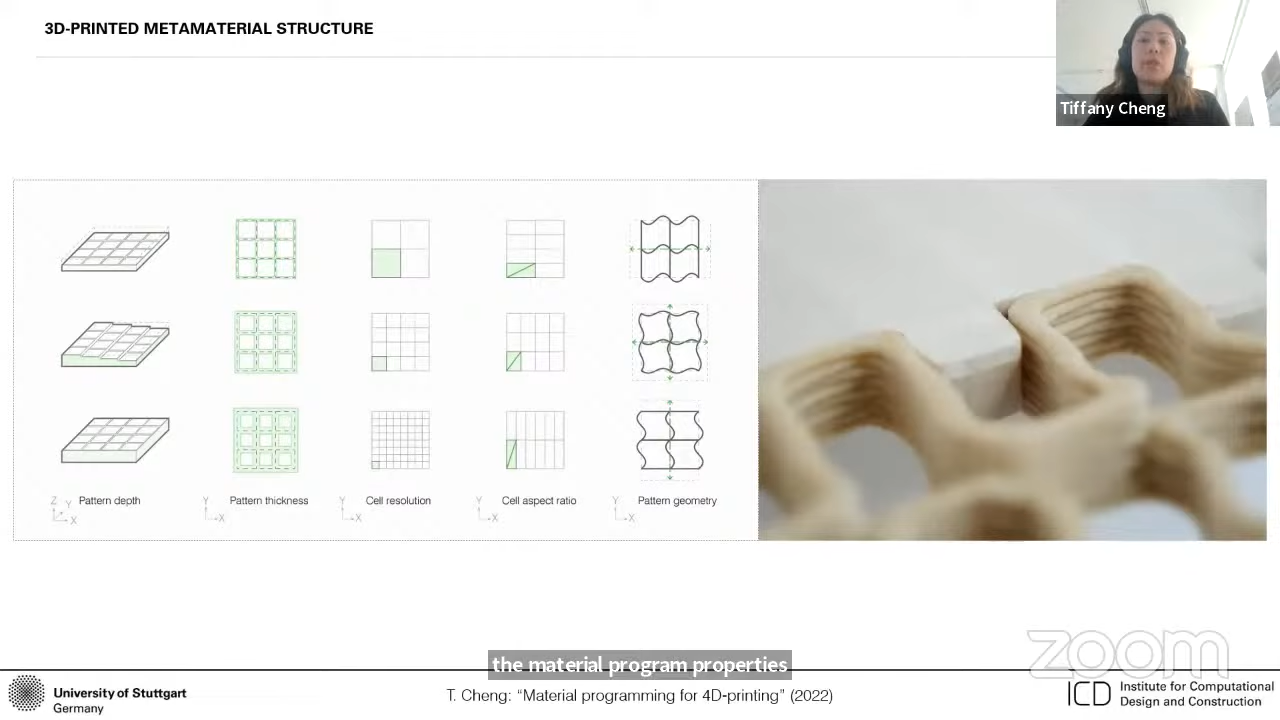 3D-PRINTED METAMATERIAL STRUCTURE
Tiffany Cheng
Z Y X Pattern depth
Y X Pattern thickness
Y X Cell resolution
Y X Cell aspect ratio
Y X Pattern geometry
the material program properties
zoom
University of Stuttgart
Germany
T. Cheng: “Material programming for 4D-printing” (2022)
ICD
Institute for Computational
Design and Construction